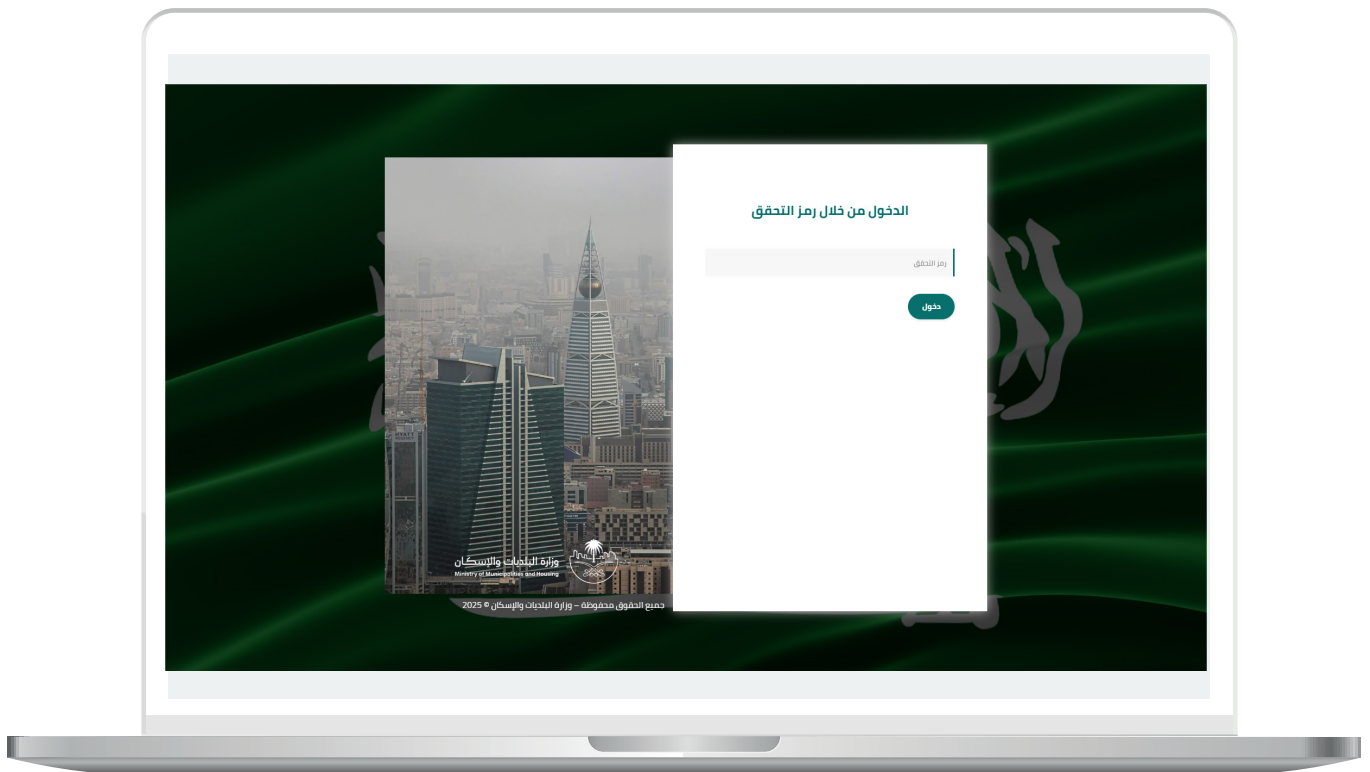 الدخول من خلال رمز التحقق
رمز التحقق
دخول
وزارة البلديات والإسكان
Ministry of Municipalities and Housing
جميع الحقوق محفوظة – وزارة البلديات والإسكان © 2025